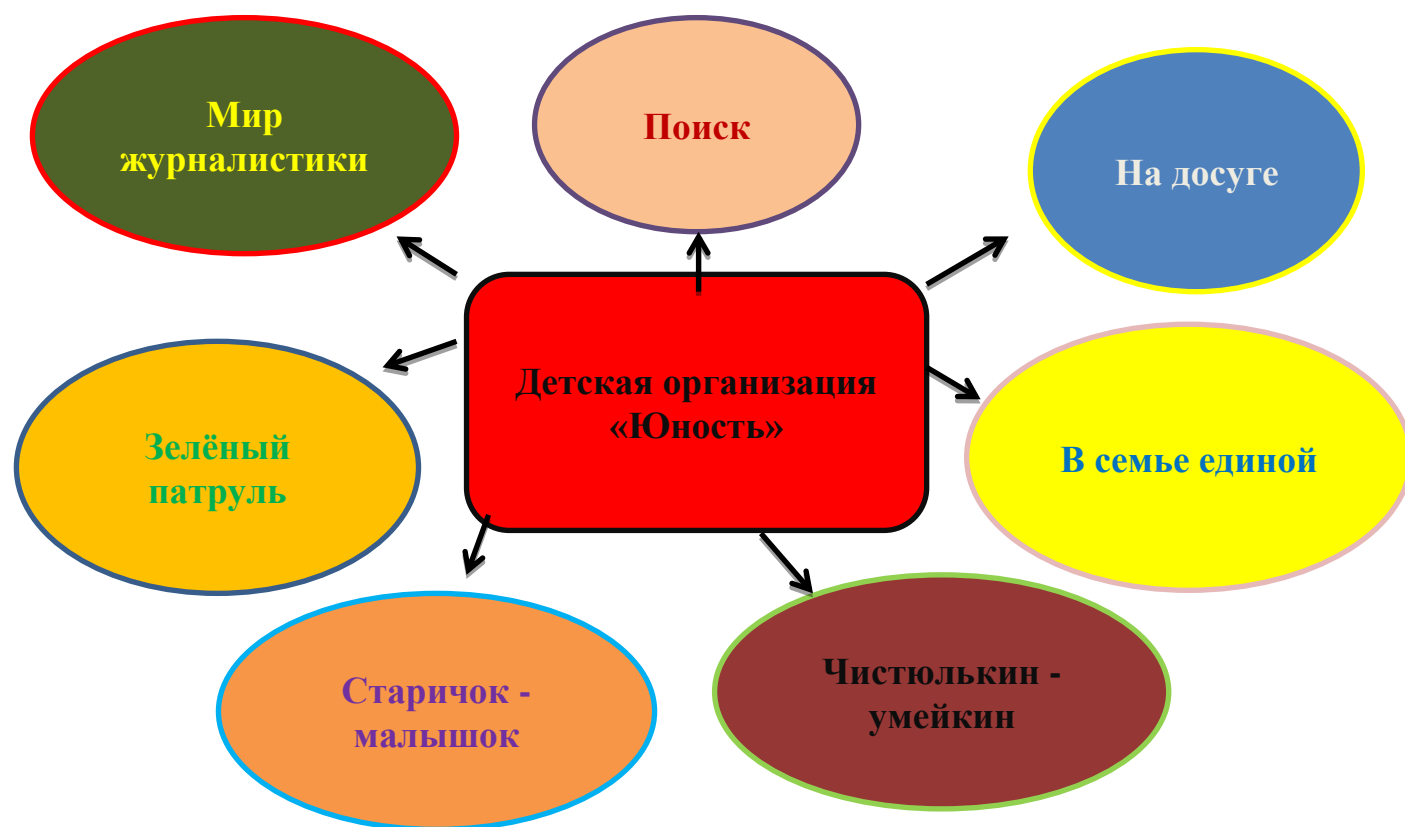 Мир
журналистики
Поиск
На досуге
Детская организация
«Юность»
Зелёный
патруль
В семье единой
Старичок -
малышок
Чистюлькин -
умейкин